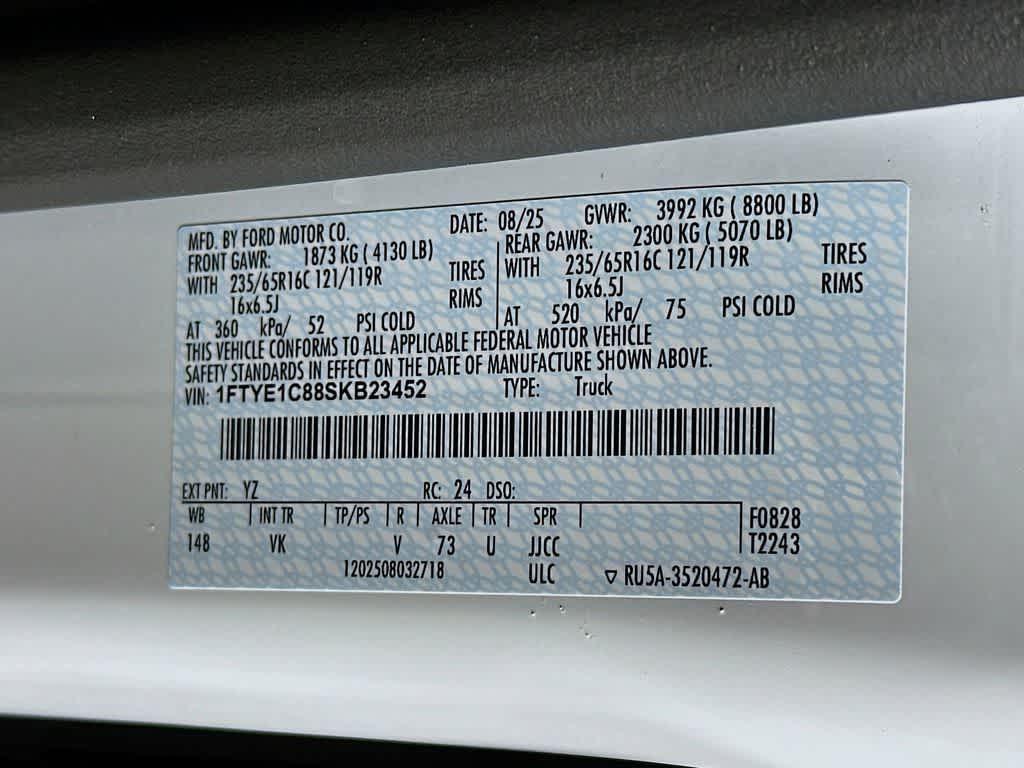 MFD. BY FORD MOTOR CO. DATE: 08/25 GVWR: 3992 KG ( 8800 LB)
FRONT GAWR: 1873 KG ( 4130 LB) REAR GAWR: 2300 KG ( 5070 LB)
WITH 235/65R16C 121/119R TIRES WITH 235/65R16C 121/119R TIRES
16x6.5J RIMS 16x6.5J RIMS
AT 360 kPa/ 52 PSI COLD AT 520 kPa/ 75 PSI COLD
THIS VEHICLE CONFORMS TO ALL APPLICABLE FEDERAL MOTOR VEHICLE
SAFETY STANDARDS IN EFFECT ON THE DATE OF MANUFACTURE SHOWN ABOVE.
VIN: 1FTYE1C88SKB23452 TYPE: Truck
EXT PNT: YZ RC: 24 DSO:
WB | INT TR | TP/PS | R | AXLE | TR | SPR | F0828
148 VK V 73 U JJCC T2243
1202508032718 ULC ▽ RU5A-3520472-AB